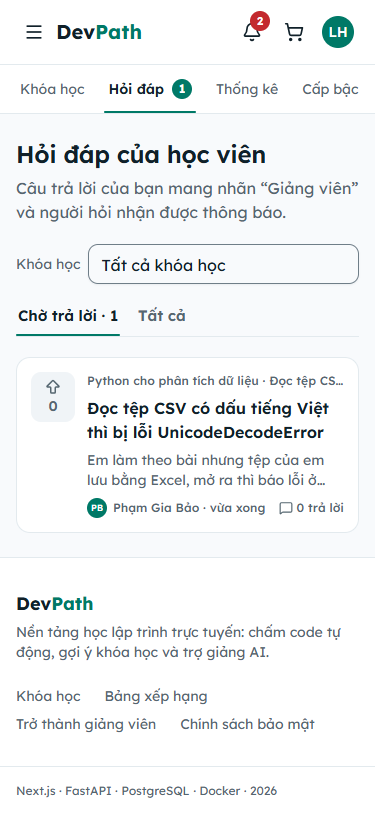 DevPath
2
LH
Khóa học
Hỏi đáp 1
Thống kê
Cấp bậc
Hỏi đáp của học viên
Câu trả lời của bạn mang nhãn “Giảng viên”
và người hỏi nhận được thông báo.
Khóa học
Tất cả khóa học
Chờ trả lời · 1
Tất cả
0
Python cho phân tích dữ liệu · Đọc tệp CS…
Đọc tệp CSV có dấu tiếng Việt
thì bị lỗi UnicodeDecodeError
Em làm theo bài nhưng tệp của em
lưu bằng Excel, mở ra thì báo lỗi ở…
PB Phạm Gia Bảo · vừa xong
0 trả lời
DevPath
Nền tảng học lập trình trực tuyến: chấm code tự
động, gợi ý khóa học và trợ giảng AI.
Khóa học
Bảng xếp hạng
Trở thành giảng viên
Chính sách bảo mật
Next.js · FastAPI · PostgreSQL · Docker · 2026